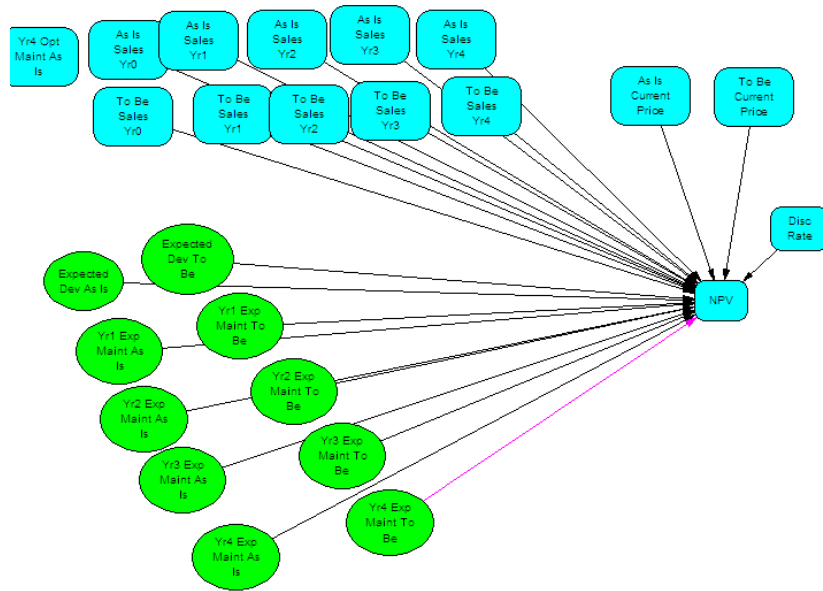 Yr4 Opt
Maint As
Is
As Is
Sales
Yr0
As Is
Sales
Yr1
As Is
Sales
Yr2
As Is
Sales
Yr3
As Is
Sales
Yr4
To Be
Sales
Yr0
To Be
Sales
Yr1
To Be
Sales
Yr2
To Be
Sales
Yr3
To Be
Sales
Yr4
As Is
Current
Price
To Be
Current
Price
Disc
Rate
NPV
Expected
Dev To
Be
Expected
Dev As Is
Yr1 Exp
Maint To
Be
Yr1 Exp
Maint As
Is
Yr2 Exp
Maint To
Be
Yr2 Exp
Maint As
Is
Yr3 Exp
Maint To
Be
Yr3 Exp
Maint As
Is
Yr4 Exp
Maint To
Be
Yr4 Exp
Maint As
Is